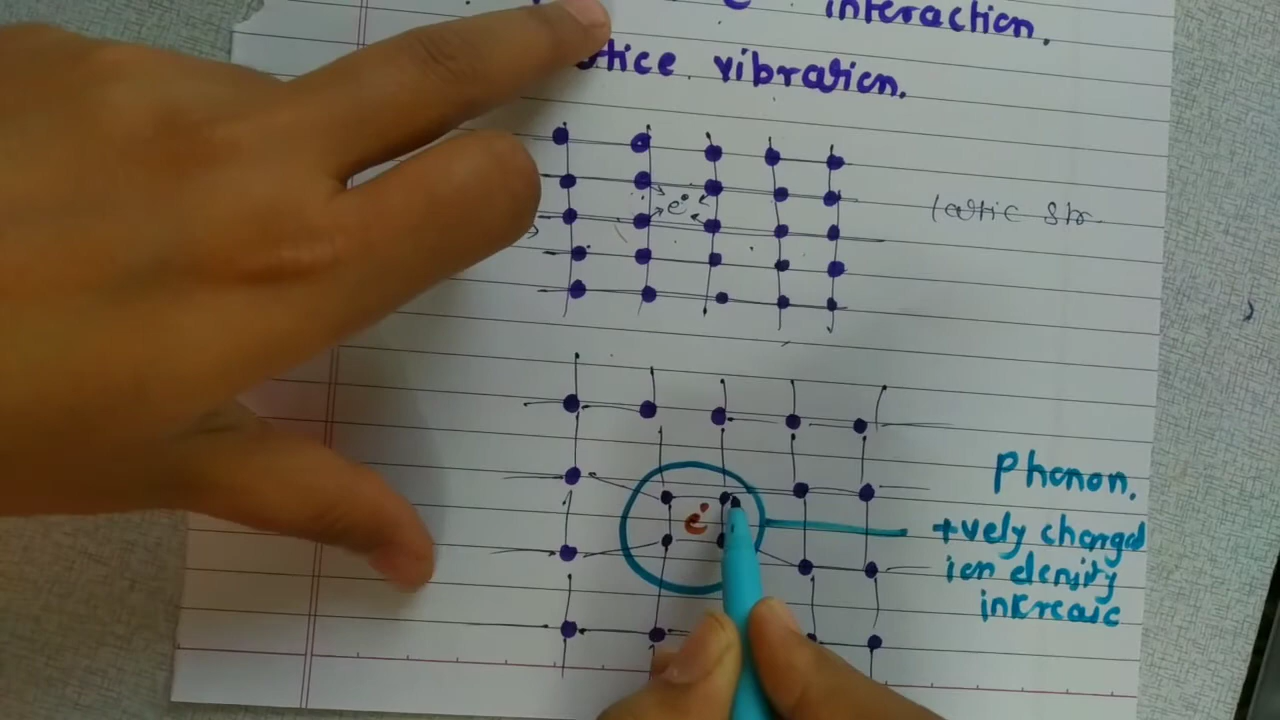 interaction.
vibration.
e⁻
Phonon.
e⁻
+vely charged
ion density
increase